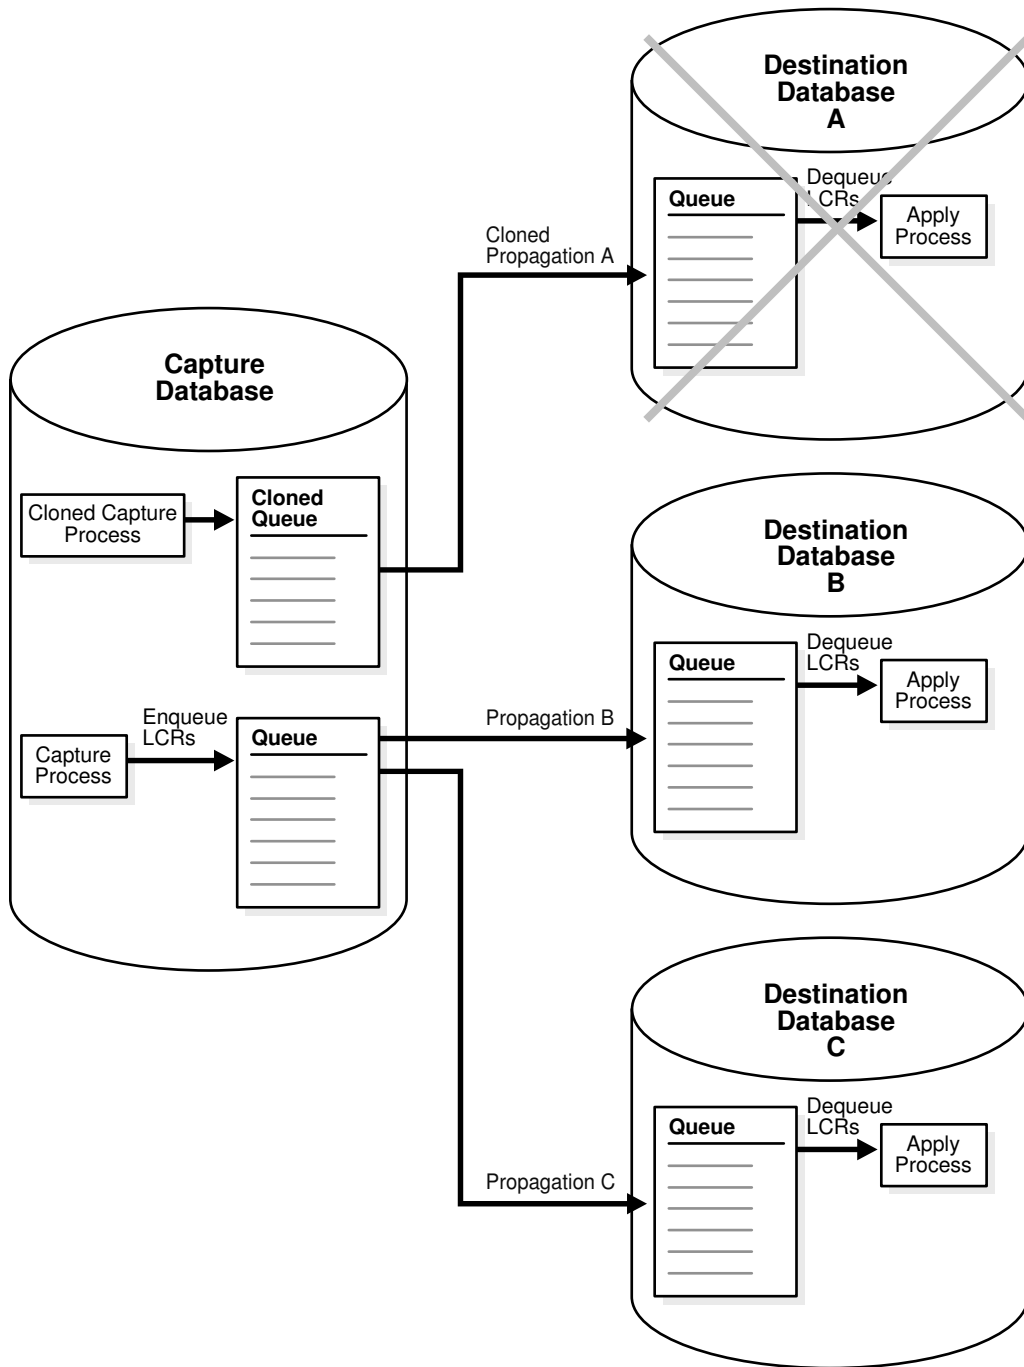 Destination
Database
A
Dequeue
LCRs
Queue
Apply
Process
Cloned
Propagation A
Capture
Database
Cloned Capture
Process
Cloned
Queue
Enqueue
LCRs
Capture
Process
Queue
Propagation B
Destination
Database
B
Dequeue
LCRs
Queue
Apply
Process
Propagation C
Destination
Database
C
Dequeue
LCRs
Queue
Apply
Process